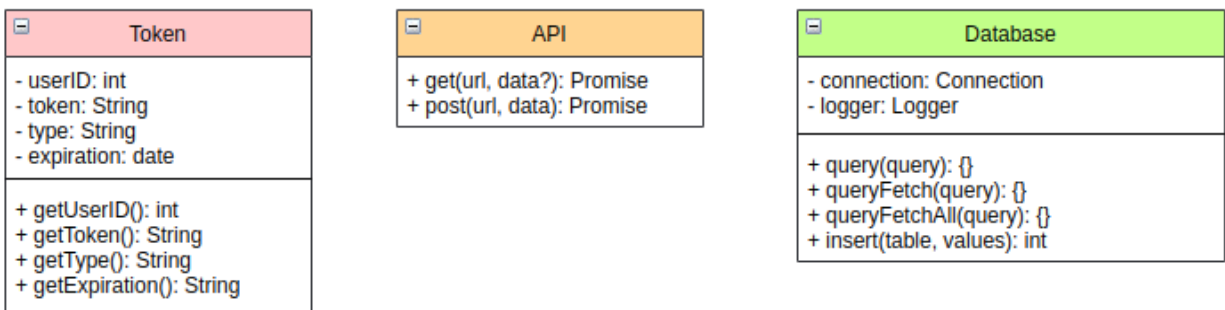 Token
- userID: int
- token: String
- type: String
- expiration: date
+ getUserID(): int
+ getToken(): String
+ getType(): String
+ getExpiration(): String
API
+ get(url, data?): Promise
+ post(url, data): Promise
Database
- connection: Connection
- logger: Logger
+ query(query): {}
+ queryFetch(query): {}
+ queryFetchAll(query): {}
+ insert(table, values): int